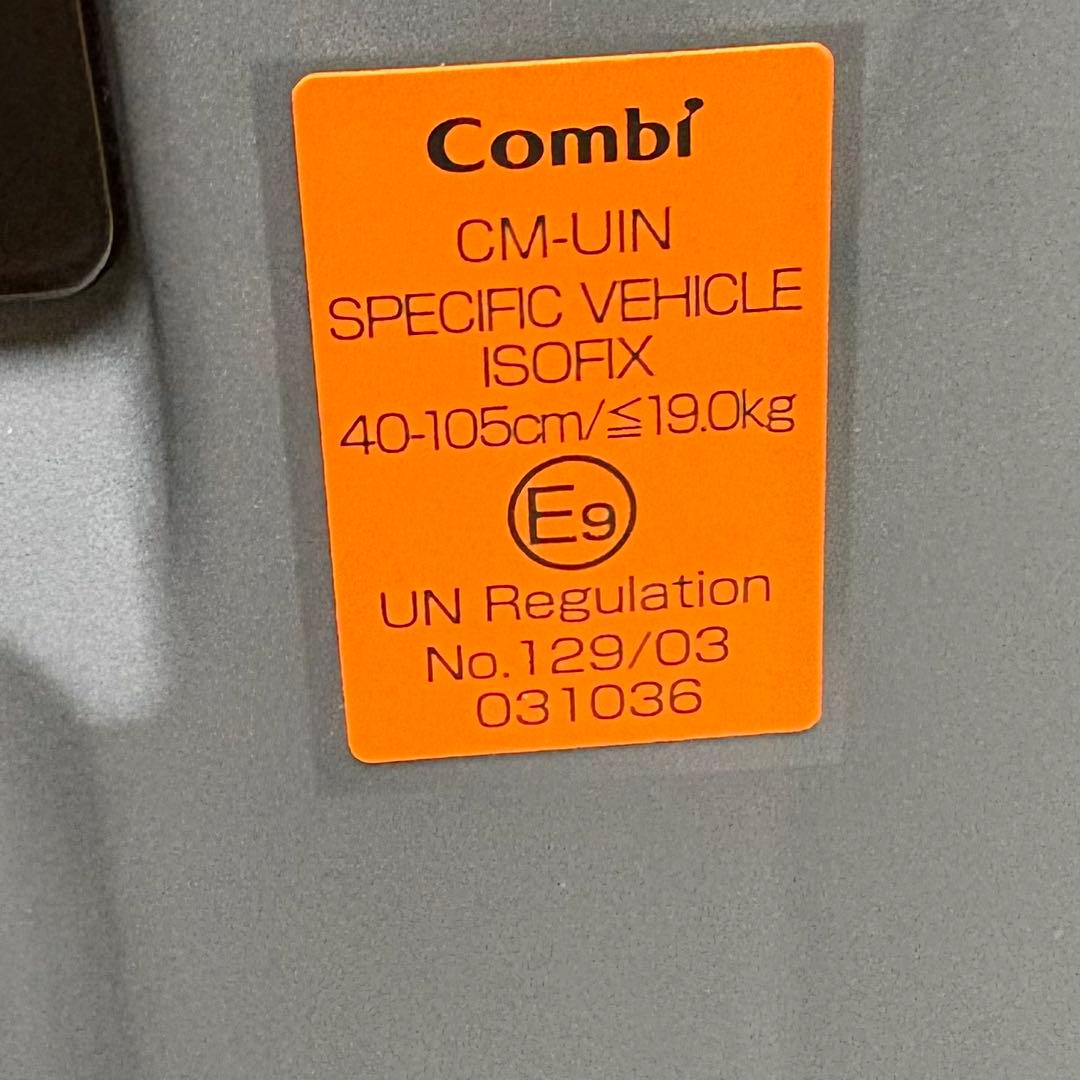 Combi
CM-UIN
SPECIFIC VEHICLE
ISOFIX
40-105cm/≦19.0kg
E9
UN Regulation
No.129/03
031036